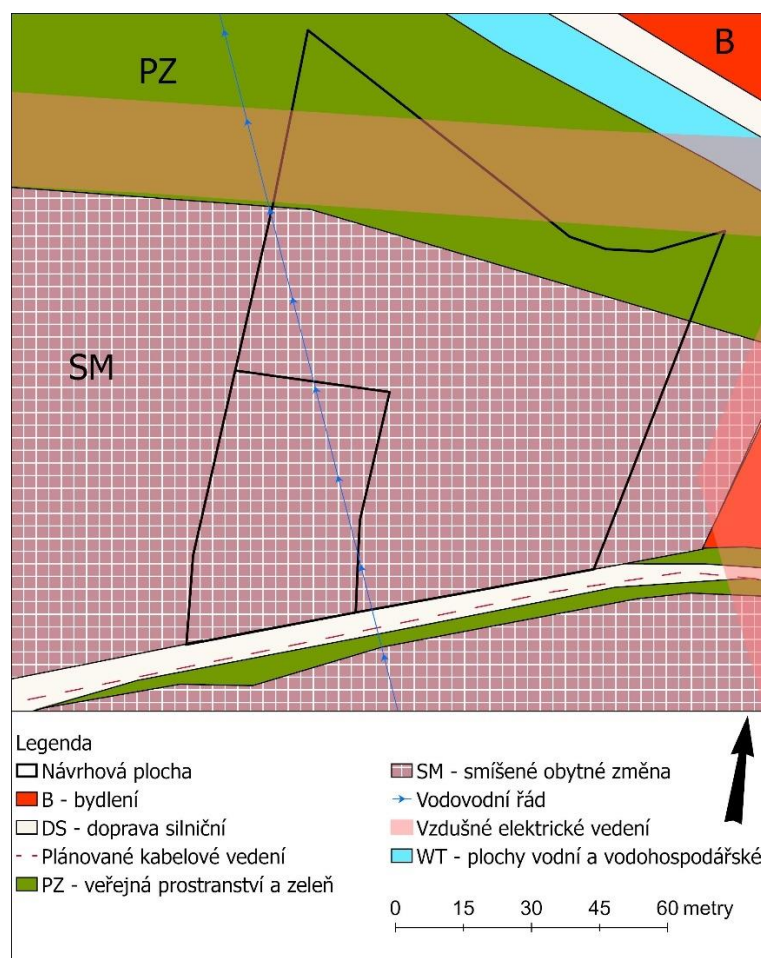 B
PZ
SM
Legenda
Návrhová plocha
B - bydlení
DS - doprava silniční
Plánované kabelové vedení
PZ - veřejná prostranství a zeleň
SM - smíšené obytné změna
Vodovodní řád
Vzdušné elektrické vedení
WT - plochy vodní a vodohospodářské
0 15 30 45 60 metry